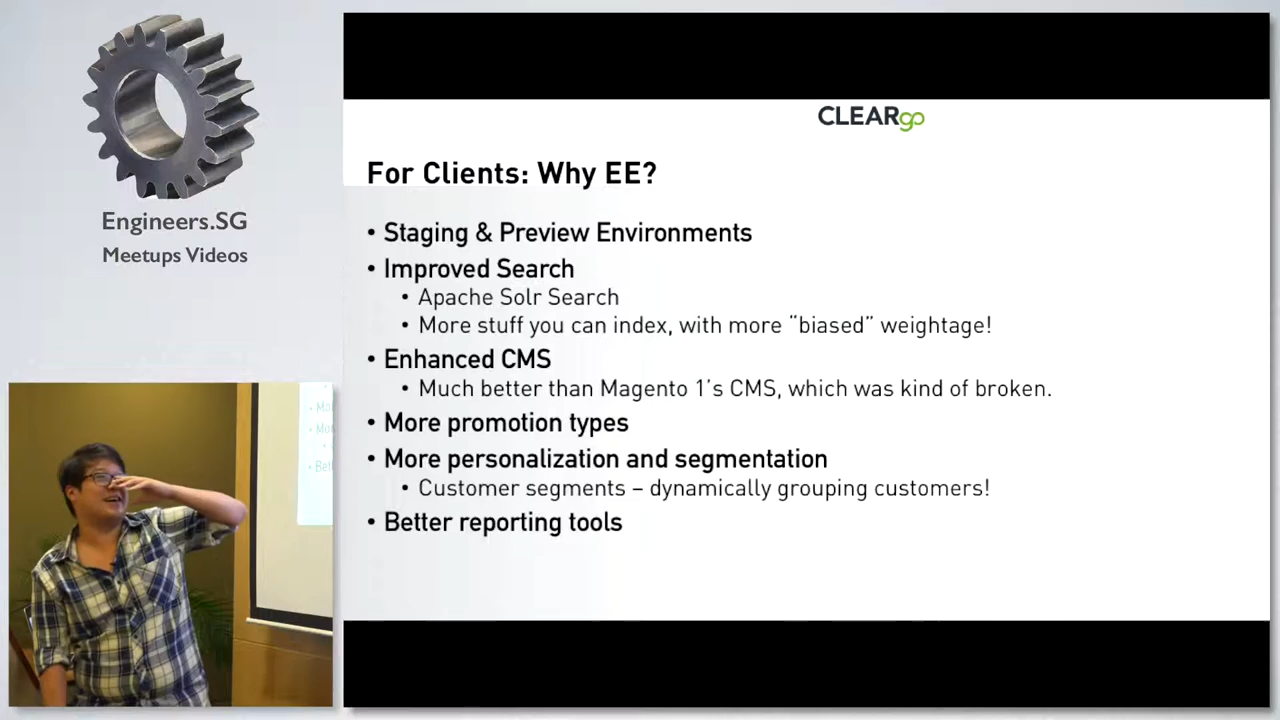 Engineers.SG
Meetups Videos
CLEARgo
For Clients: Why EE?
• Staging & Preview Environments
• Improved Search
• Apache Solr Search
• More stuff you can index, with more “biased” weightage!
• Enhanced CMS
• Much better than Magento 1’s CMS, which was kind of broken.
• More promotion types
• More personalization and segmentation
• Customer segments – dynamically grouping customers!
• Better reporting tools